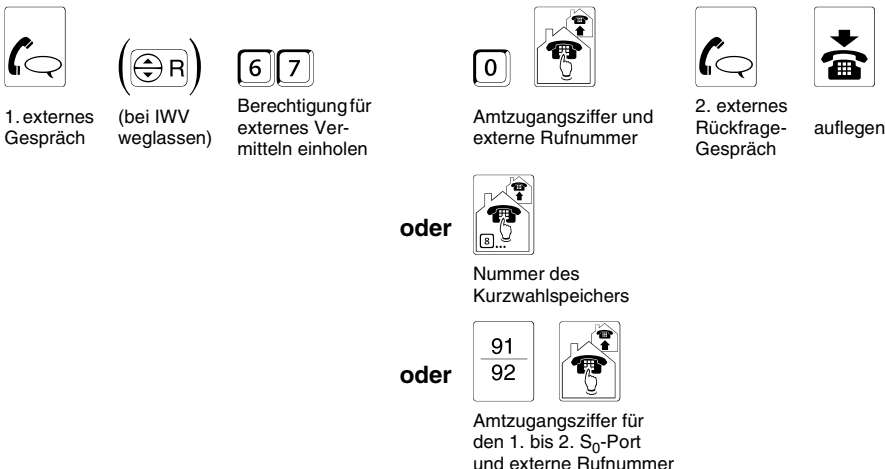 R
6 7
0
1. externes
Gespräch
(bei IWV
weglassen)
Berechtigung für
externes Ver-
mitteln einholen
Amtzugangsziffer und
externe Rufnummer
2. externes
Rückfrage-
Gespräch
auflegen
oder
8...
Nummer des
Kurzwahlspeichers
oder
91
92
Amtzugangsziffer für
den 1. bis 2. S0-Port
und externe Rufnummer